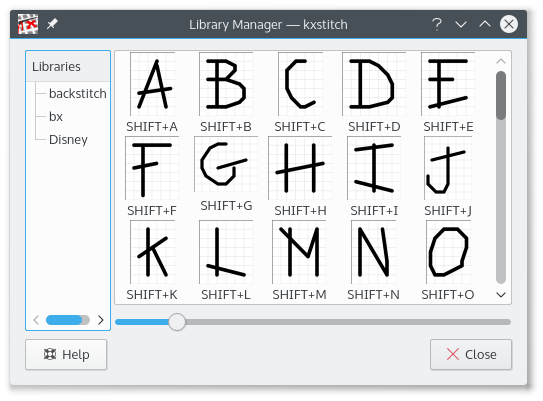 Library Manager — kxstitch
Libraries
backstitch
bx
Disney
A B C D E
SHIFT+A SHIFT+B SHIFT+C SHIFT+D SHIFT+E
F G H I J
SHIFT+F SHIFT+G SHIFT+H SHIFT+I SHIFT+J
K L M N O
SHIFT+K SHIFT+L SHIFT+M SHIFT+N SHIFT+O
Help
Close